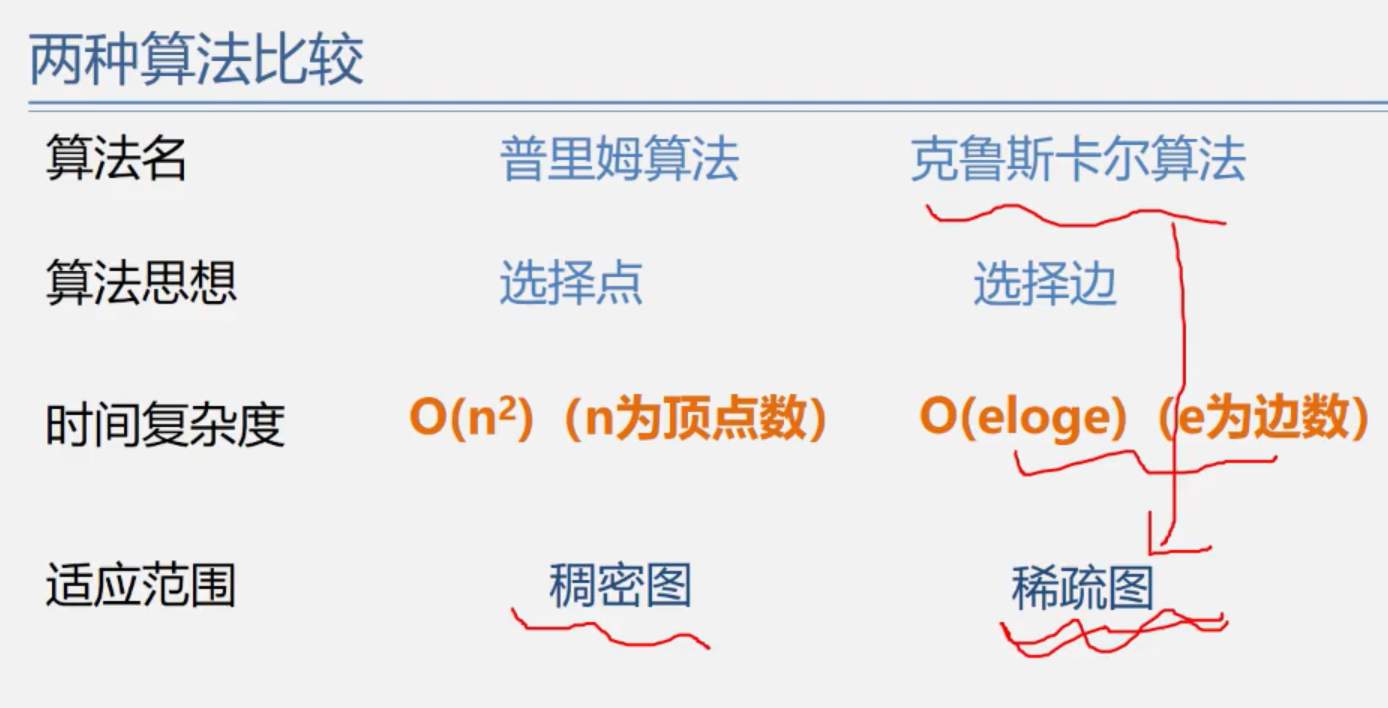 两种算法比较
算法名 普里姆算法 克鲁斯卡尔算法
算法思想 选择点 选择边
时间复杂度 O(n²)（n为顶点数） O(eloge)（e为边数）
适应范围 稠密图 稀疏图